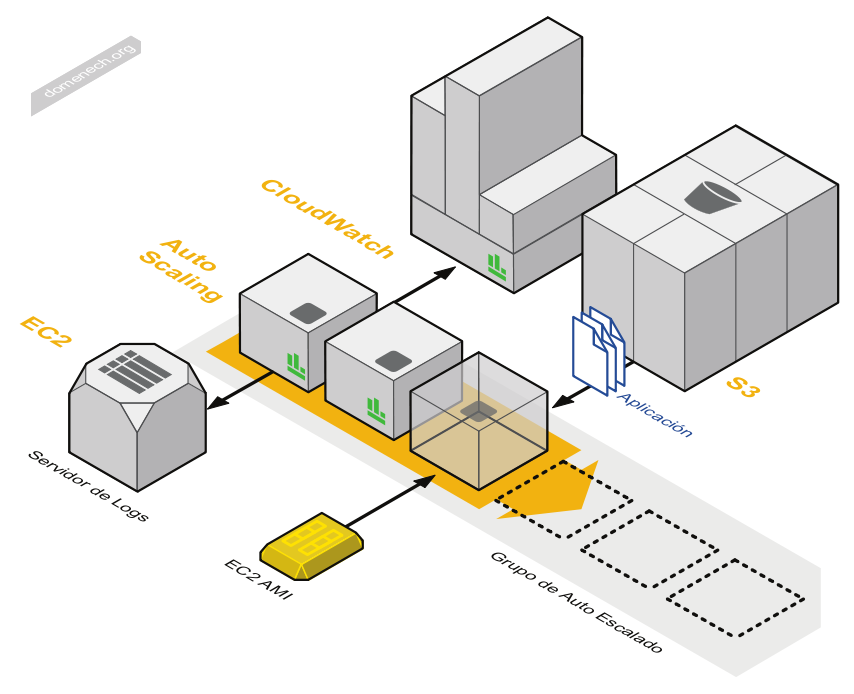 domenech.org
CloudWatch
Auto
Scaling
EC2
S3
Aplicación
Servidor de Logs
EC2 AMI
Grupo de Auto Escalado